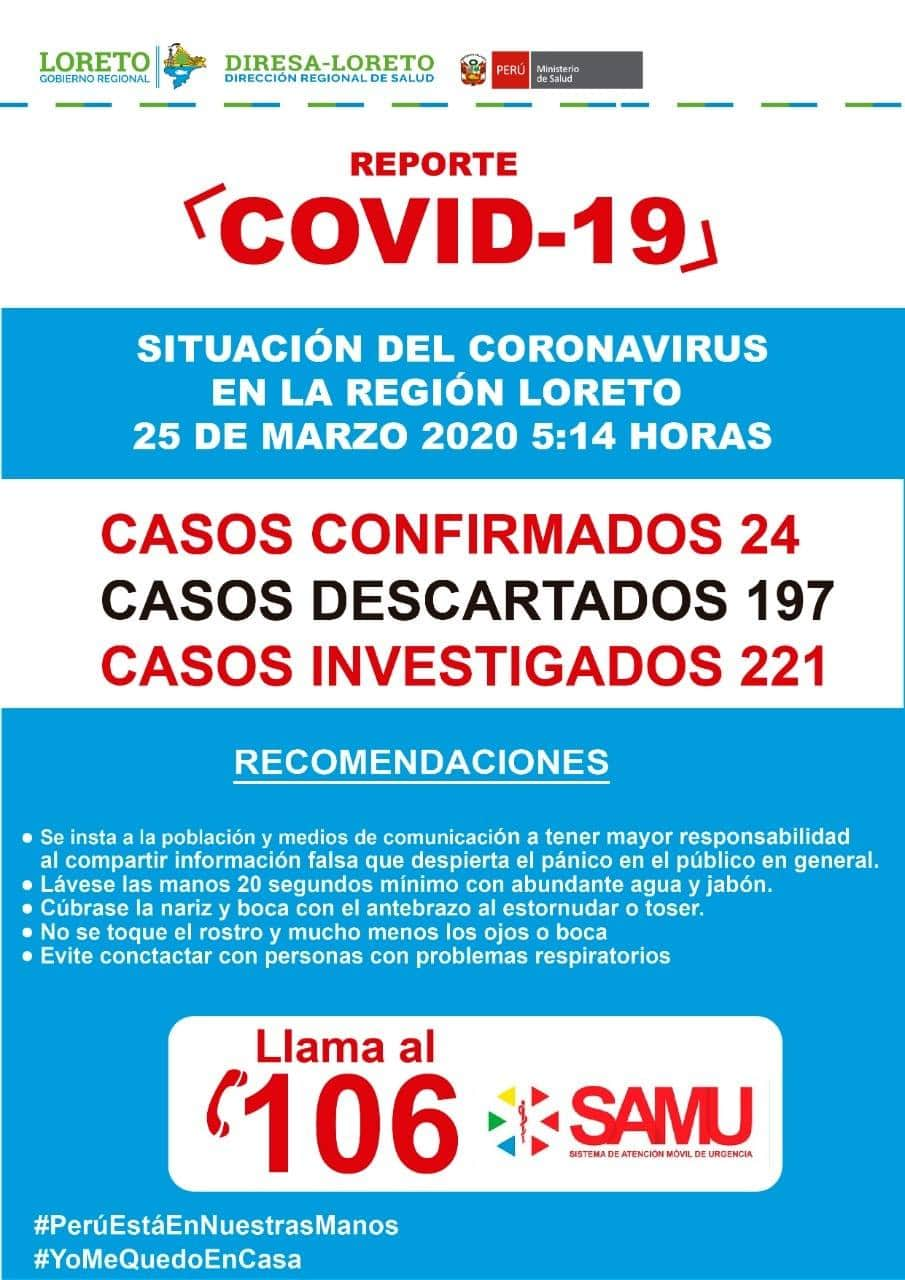 LORETO
GOBIERNO REGIONAL
DIRESA-LORETO
DIRECCIÓN REGIONAL DE SALUD
PERÚ
Ministerio
de Salud
REPORTE
COVID-19
SITUACIÓN DEL CORONAVIRUS
EN LA REGIÓN LORETO
25 DE MARZO 2020 5:14 HORAS
CASOS CONFIRMADOS 24
CASOS DESCARTADOS 197
CASOS INVESTIGADOS 221
RECOMENDACIONES
• Se insta a la población y medios de comunicación a tener mayor responsabilidad
al compartir información falsa que despierta el pánico en el público en general.
• Lávese las manos 20 segundos mínimo con abundante agua y jabón.
• Cúbrase la nariz y boca con el antebrazo al estornudar o toser.
• No se toque el rostro y mucho menos los ojos o boca
• Evite conctactar con personas con problemas respiratorios
Llama al
106
SAMU
SISTEMA DE ATENCIÓN MÓVIL DE URGENCIA
#PerúEstáEnNuestrasManos
#YoMeQuedoEnCasa